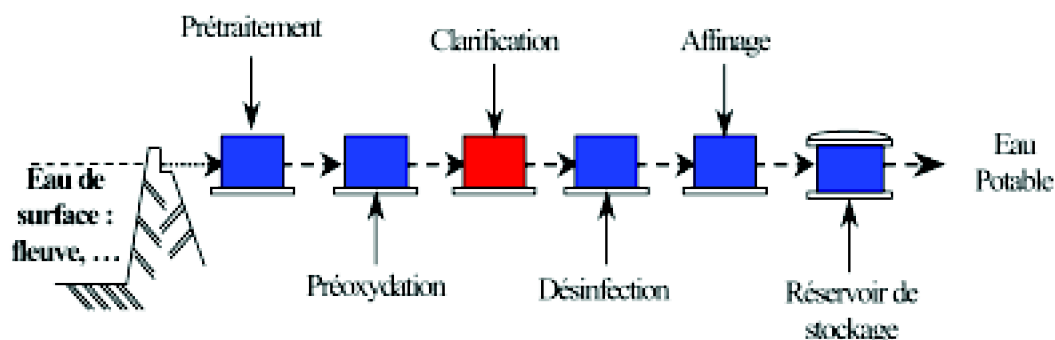 Prétraitement
Clarification
Affinage
Eau de
surface :
fleuve, ...
Eau
Potable
Préoxydation
Désinfection
Réservoir de
stockage